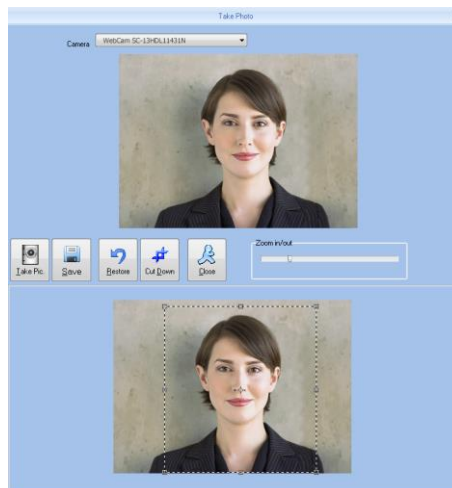 Take Photo
Camera WebCam SC-13HDL11431N
Zoom in/out
Take Pic. Save Restore Cut Down Close